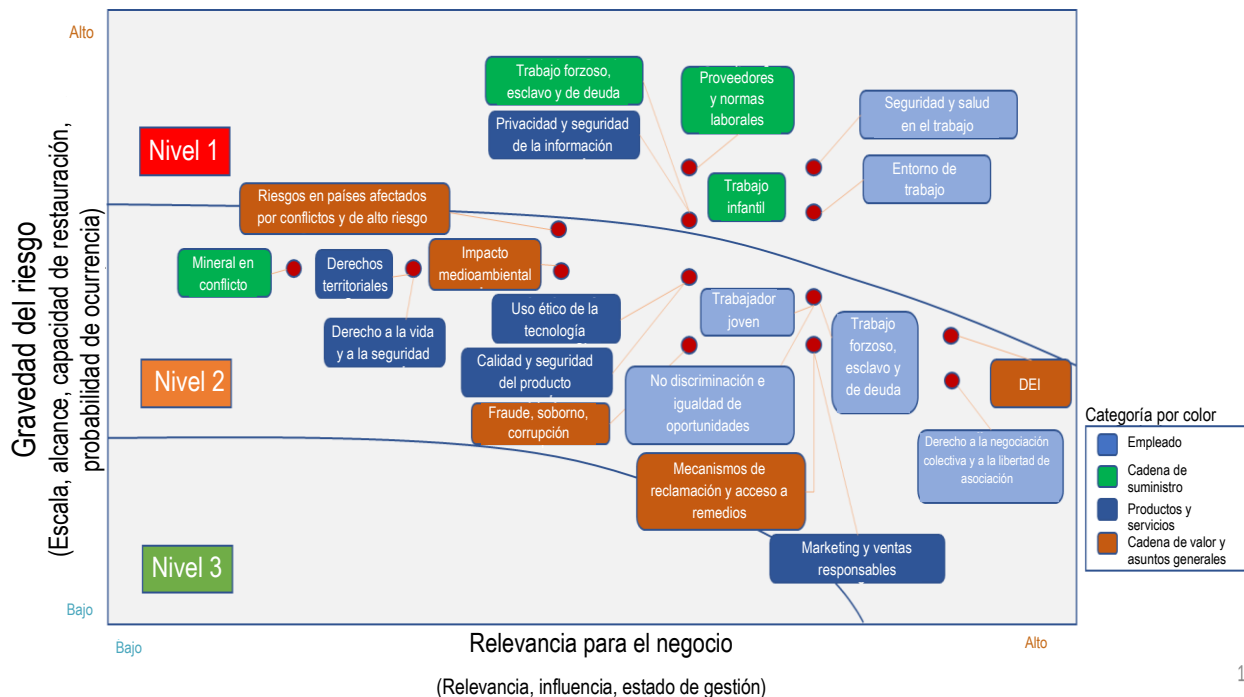 Alto
Gravedad del riesgo
(Escala, alcance, capacidad de restauración,
probabilidad de ocurrencia)
Nivel 1
Trabajo forzoso,
esclavo y de deuda
Proveedores
y normas
laborales
Seguridad y salud
en el trabajo
Privacidad y seguridad
de la información
Trabajo
infantil
Entorno de
trabajo
Riesgos en países afectados
por conflictos y de alto riesgo
Mineral en
conflicto
Derechos
territoriales
Impacto
medioambiental
Derecho a la vida
y a la seguridad
Uso ético de la
tecnología
Trabajador
joven
Trabajo
forzoso,
esclavo y
de deuda
Nivel 2
Calidad y seguridad
del producto
No discriminación e
igualdad de
oportunidades
DEI
Fraude, soborno,
corrupción
Derecho a la negociación
colectiva y a la libertad de
asociación
Mecanismos de
reclamación y acceso a
remedios
Marketing y ventas
responsables
Nivel 3
Categoría por color
Empleado
Cadena de
suministro
Productos y
servicios
Cadena de valor y
asuntos generales
Bajo
Bajo
Relevancia para el negocio
Alto
(Relevancia, influencia, estado de gestión)
1